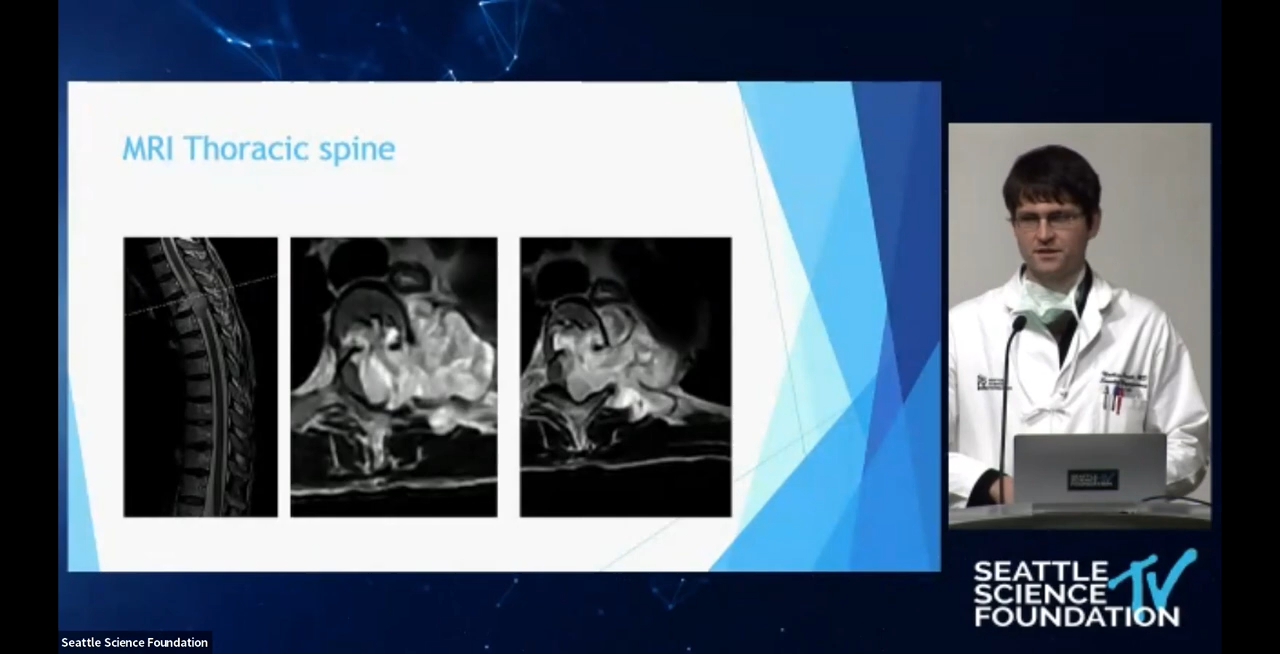 MRI Thoracic spine
SEATTLE
SCIENCE TV
FOUNDATION
Seattle Science Foundation